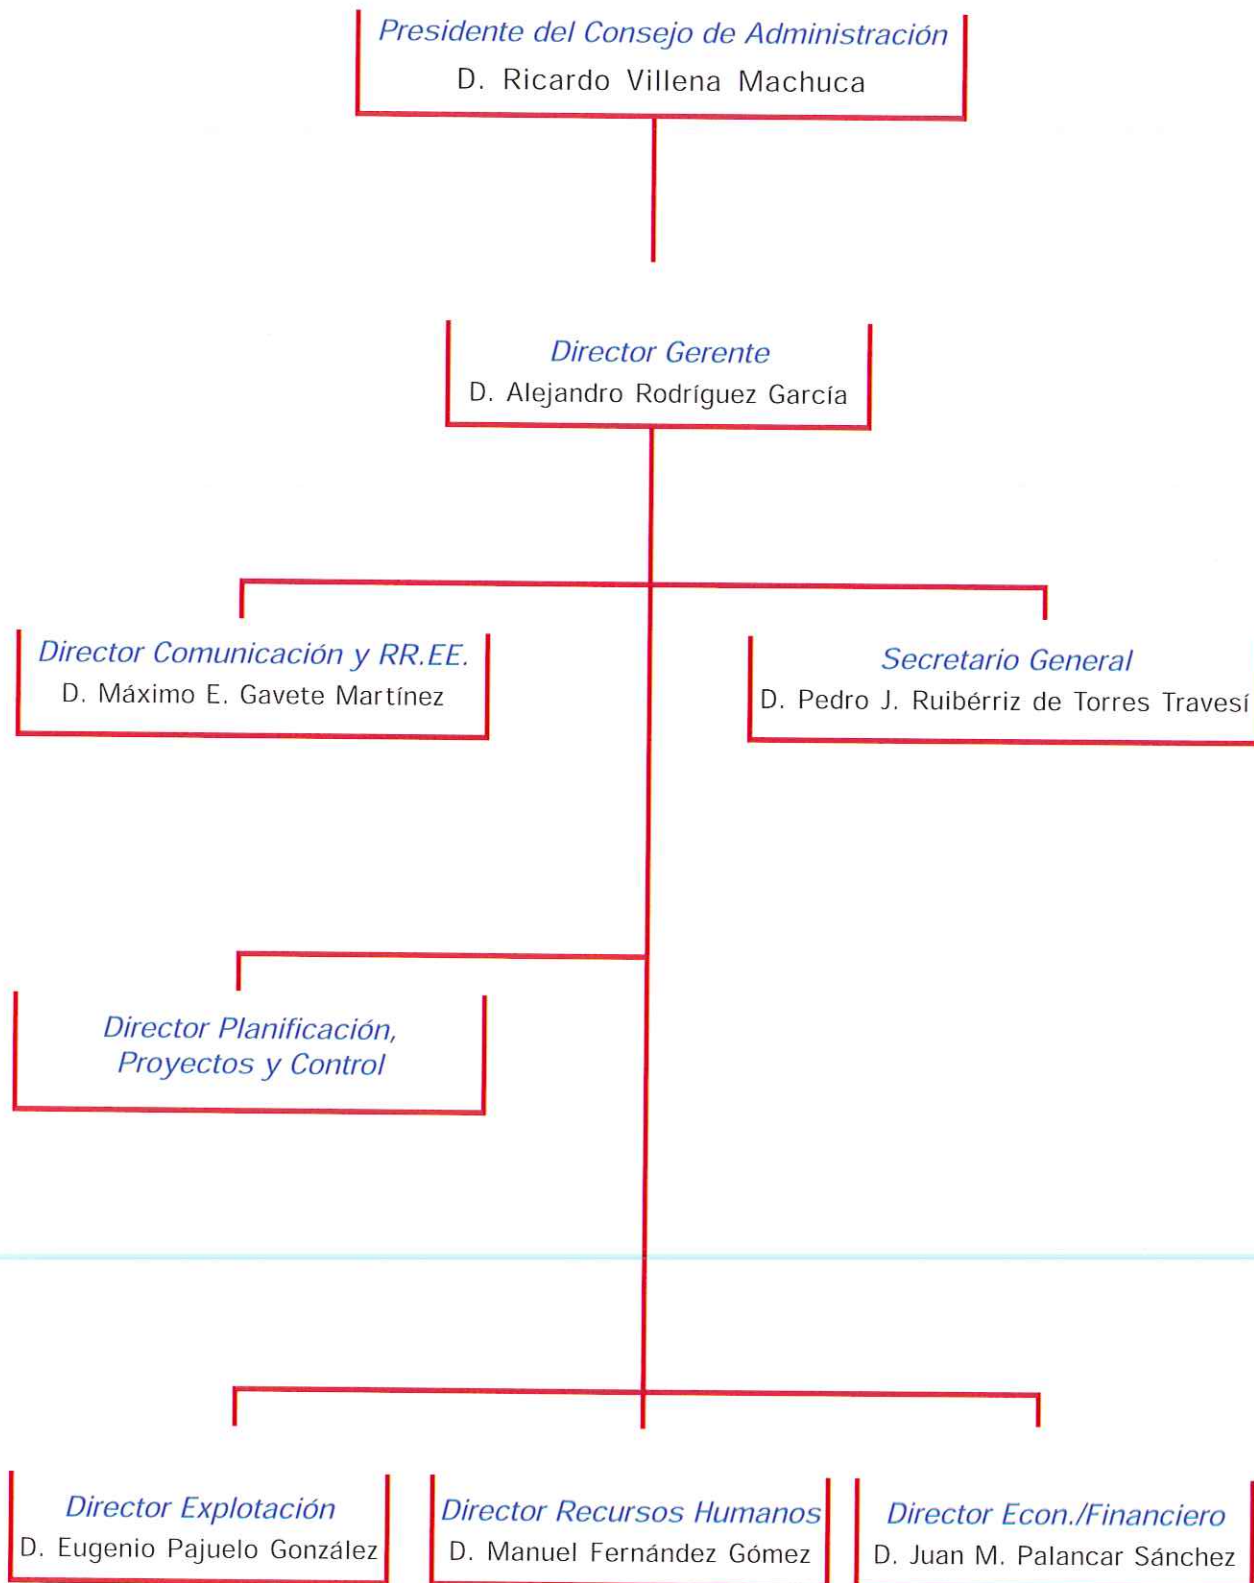 Presidente del Consejo de Administración
D. Ricardo Villena Machuca
Director Gerente
D. Alejandro Rodríguez García
Director Comunicación y RR.EE.
D. Máximo E. Gavete Martínez
Secretario General
D. Pedro J. Ruibérriz de Torres Travesí
Director Planificación,
Proyectos y Control
Director Explotación
D. Eugenio Pajuelo González
Director Recursos Humanos
D. Manuel Fernández Gómez
Director Econ./Financiero
D. Juan M. Palancar Sánchez